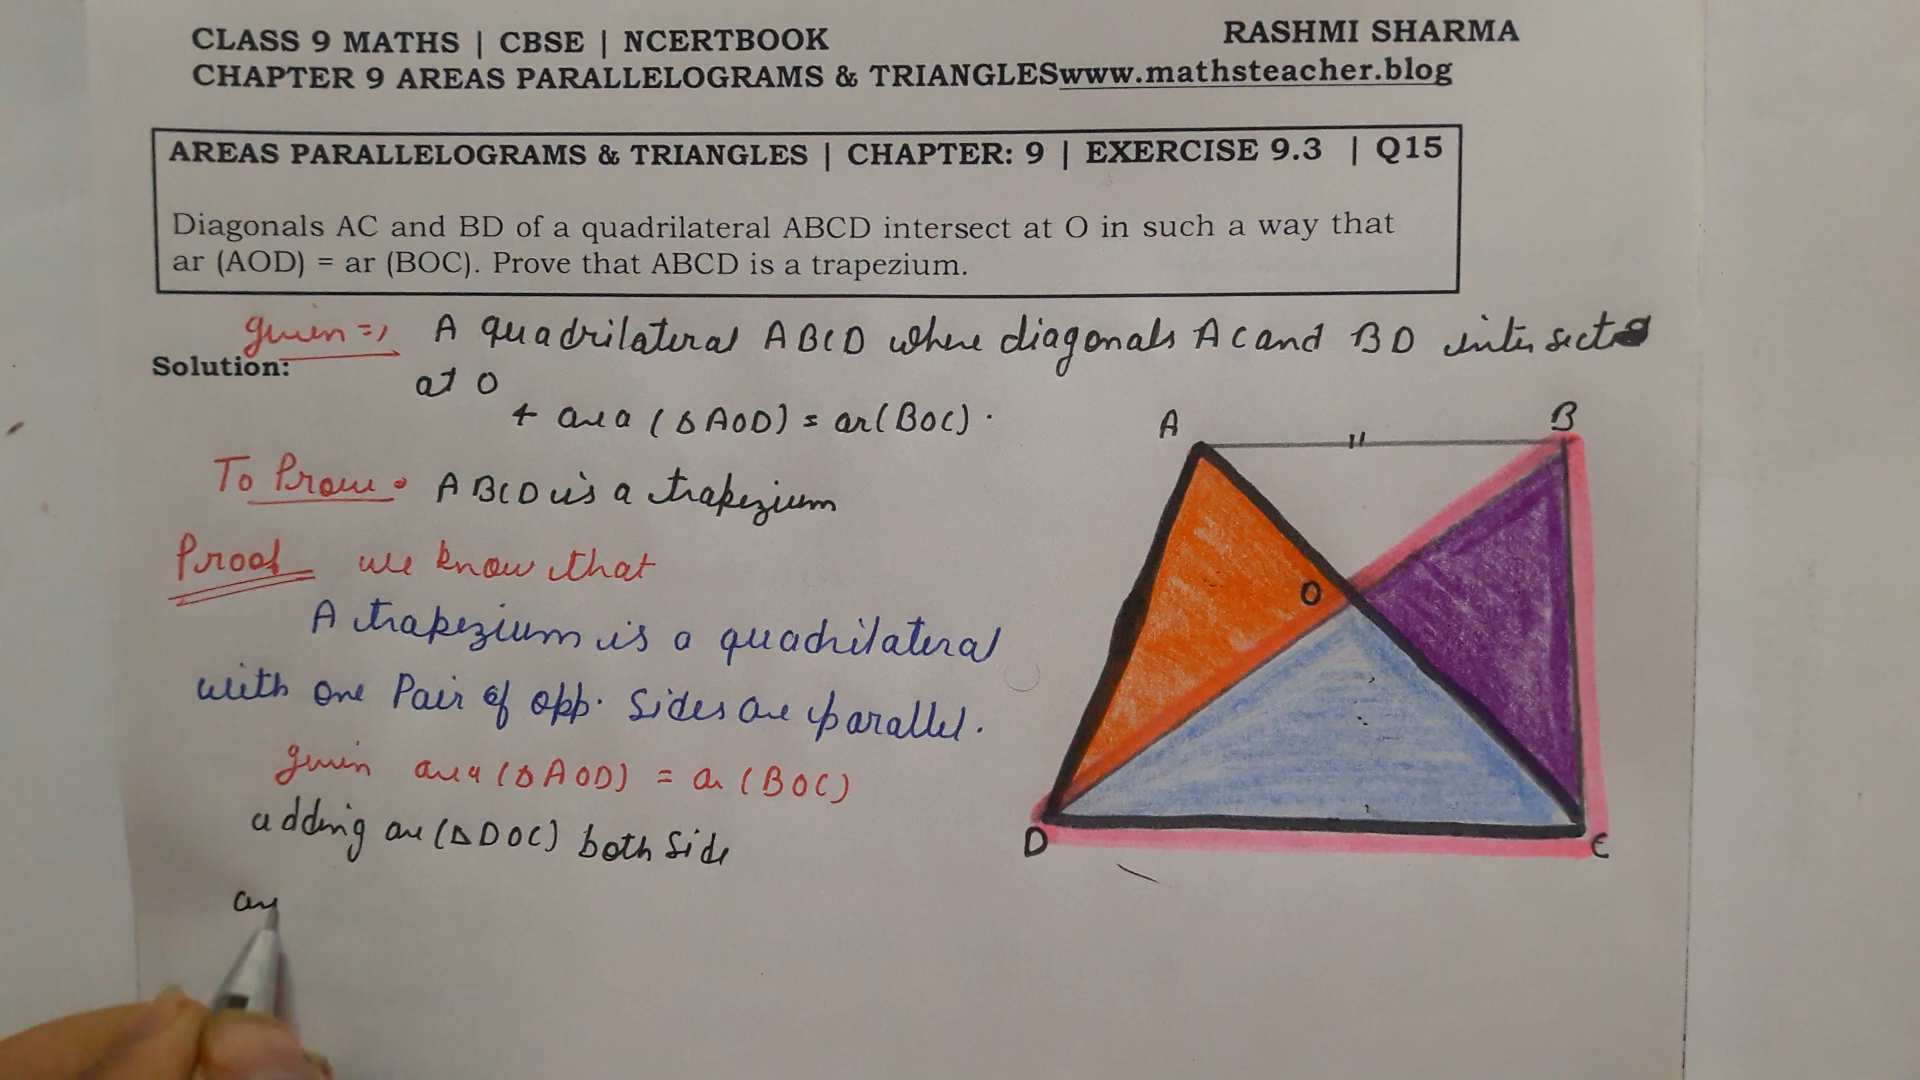 CLASS 9 MATHS | CBSE | NCERTBOOK
RASHMI SHARMA
CHAPTER 9 AREAS PARALLELOGRAMS & TRIANGLES www.mathsteacher.blog
AREAS PARALLELOGRAMS & TRIANGLES | CHAPTER: 9 | EXERCISE 9.3 | Q15
Diagonals AC and BD of a quadrilateral ABCD intersect at O in such a way that
ar (AOD) = ar (BOC). Prove that ABCD is a trapezium.
given => A quadrilateral ABCD where diagonals AC and BD intersect
Solution:
at O
+ area (Δ AOD) = ar (BOC).
To Prove. ABCD is a trapezium
Proof we know that
A trapezium is a quadrilateral
with one Pair of opp. Sides are parallel.
given area (Δ AOD) = ar (BOC)
adding ar (Δ DOC) both Side
ar
A
B
O
D
C